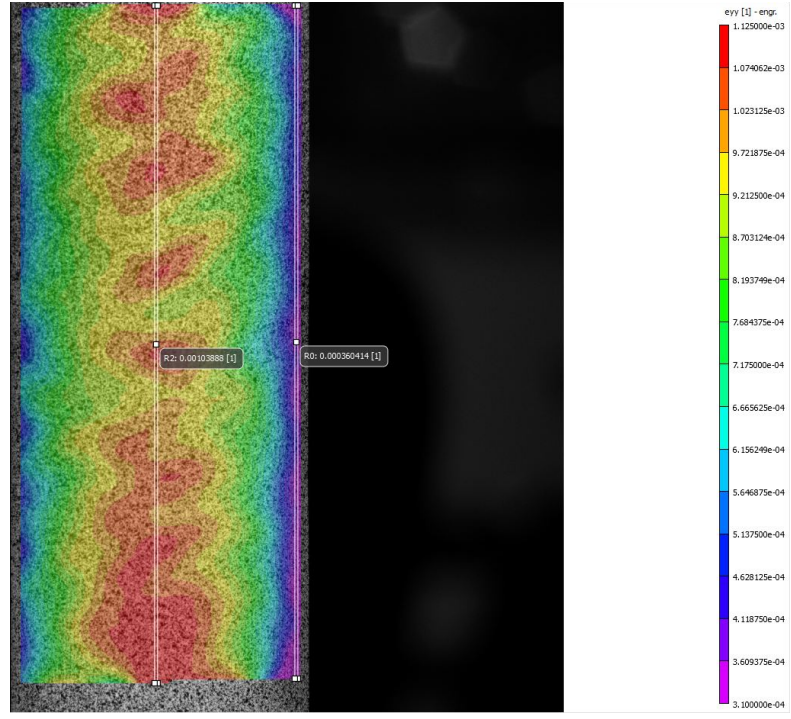 eyy [1] - engr.
1.125000e-03
1.074062e-03
1.023125e-03
9.721875e-04
9.212500e-04
8.703124e-04
8.193749e-04
7.684375e-04
7.175000e-04
6.665625e-04
6.156249e-04
5.646875e-04
5.137500e-04
4.628125e-04
4.118750e-04
3.609375e-04
3.100000e-04
R2: 0.00103888 [1]
R0: 0.000360414 [1]